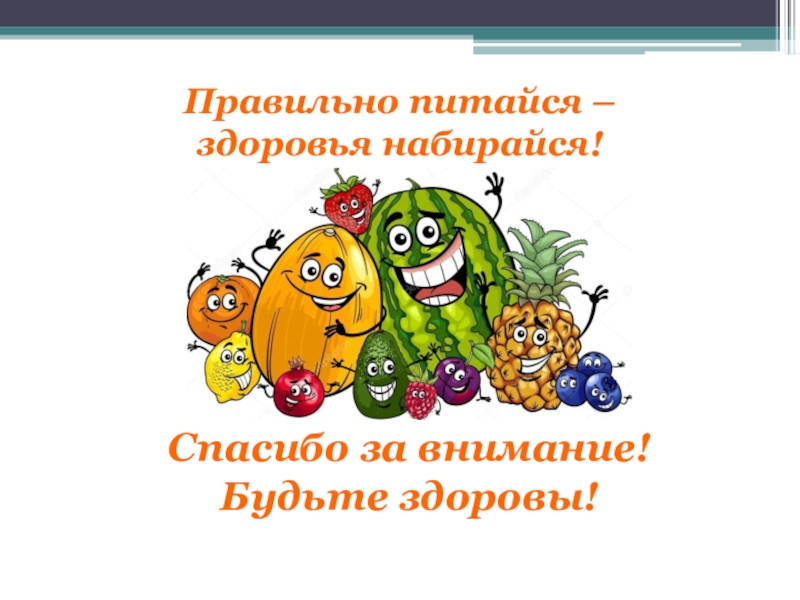 Правильно питайся –
здоровья набирайся!
Спасибо за внимание!
Будьте здоровы!